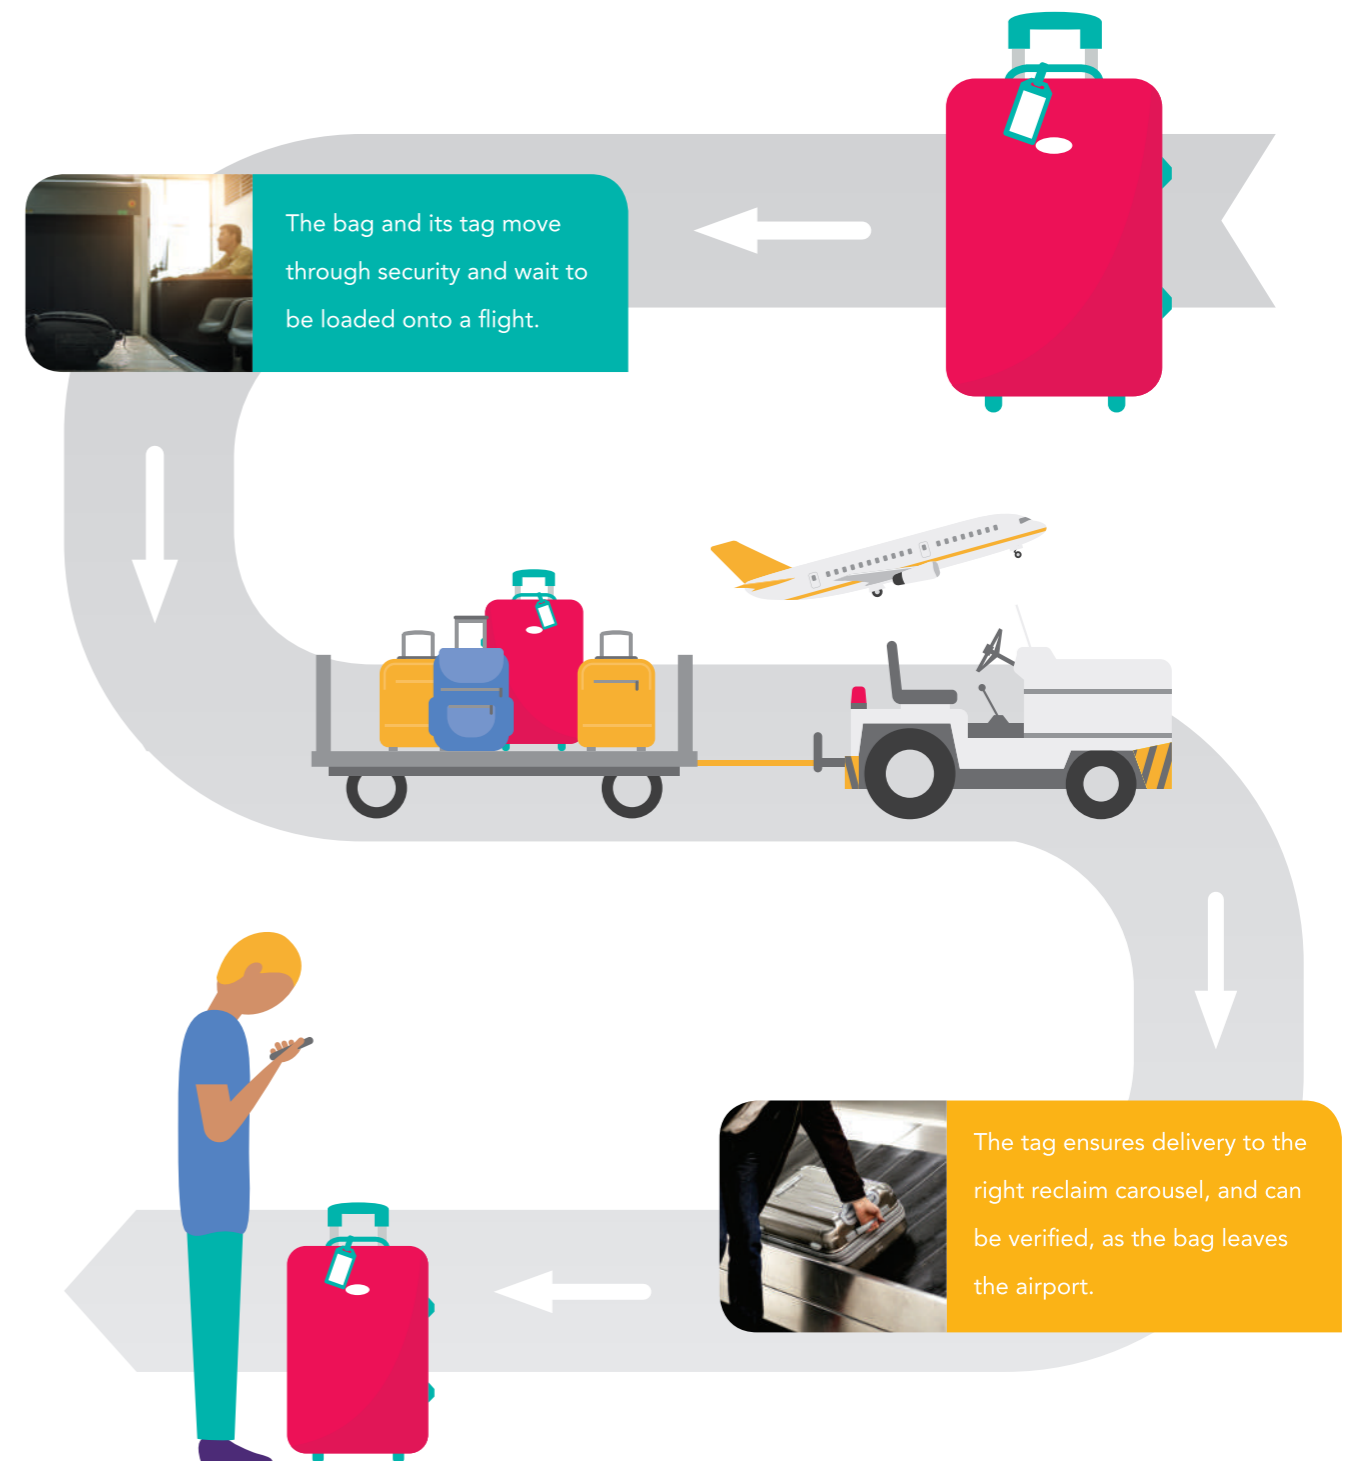 The bag and its tag move
through security and wait to
be loaded onto a flight.
The tag ensures delivery to the
right reclaim carousel, and can
be verified, as the bag leaves
the airport.